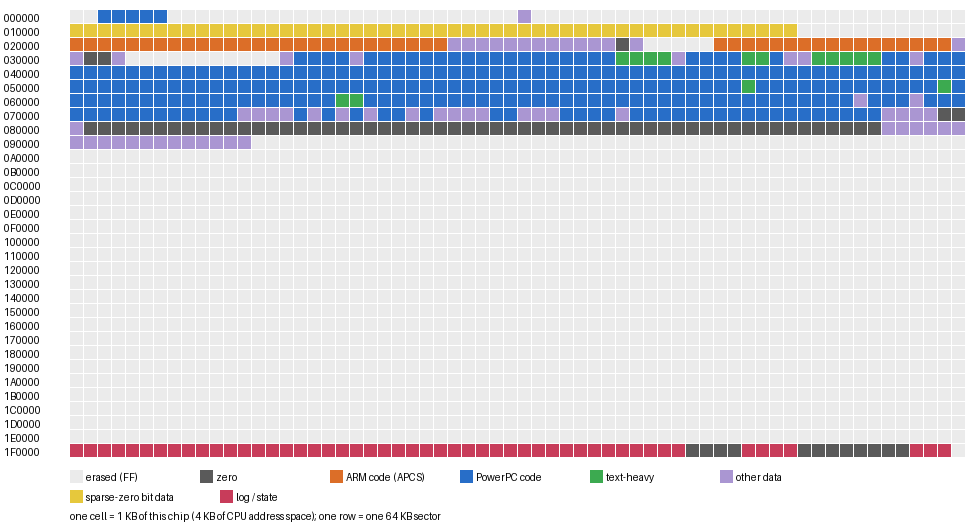 000000
010000
020000
030000
040000
050000
060000
070000
080000
090000
0A0000
0B0000
0C0000
0D0000
0E0000
0F0000
100000
110000
120000
130000
140000
150000
160000
170000
180000
190000
1A0000
1B0000
1C0000
1D0000
1E0000
1F0000
erased (FF) zero ARM code (APCS) PowerPC code text-heavy other data
sparse-zero bit data log / state
one cell = 1 KB of this chip (4 KB of CPU address space); one row = one 64 KB sector